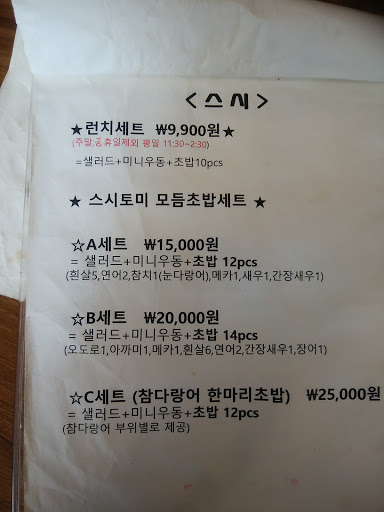 <스시>
★런치세트 ₩9,900원★
(주말,공휴일제외 평일 11:30~2:30)
=샐러드+미니우동+초밥10pcs
★ 스시토미 모듬초밥세트 ★
☆A세트 ₩15,000원
= 샐러드+미니우동+초밥 12pcs
(흰살5,연어2,참치1(눈다랑어),메카1,새우1,간장새우1)
☆B세트 ₩20,000원
= 샐러드+미니우동+초밥 14pcs
(오도로1,아까미1,메카1,흰살6,연어2,간장새우1,장어1)
☆C세트 (참다랑어 한마리초밥) ₩25,000원
= 샐러드+미니우동+초밥 12pcs
(참다랑어 부위별로 제공)